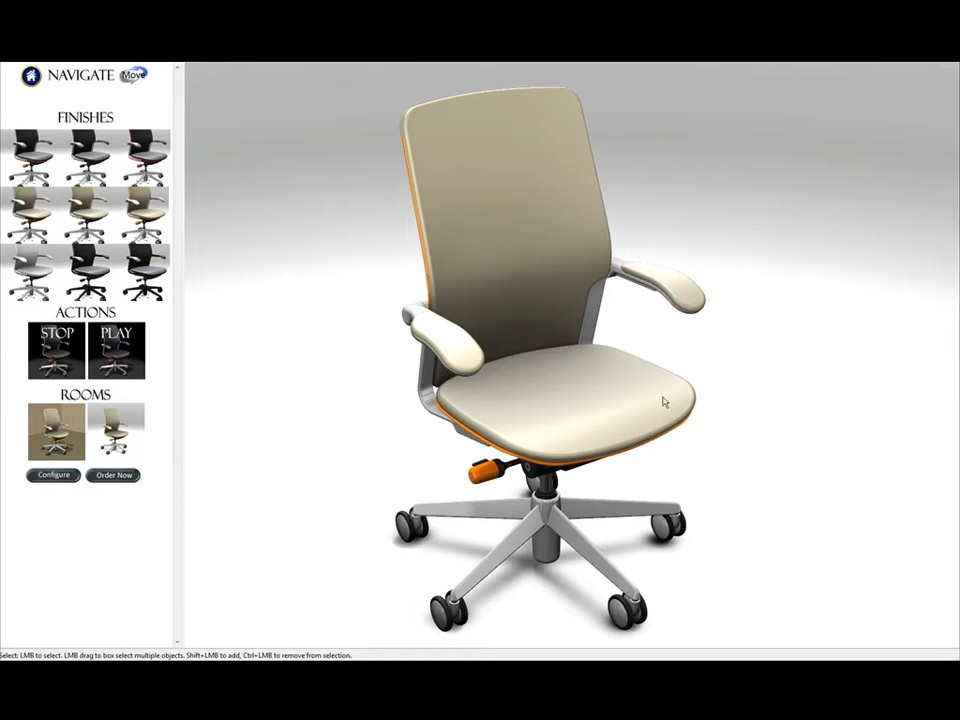 NAVIGATE Move
FINISHES
ACTIONS
STOP PLAY
ROOMS
Configure Order Now
Select: LMB to select. LMB drag to box select multiple objects. Shift+LMB to add, Ctrl+LMB to remove from selection.